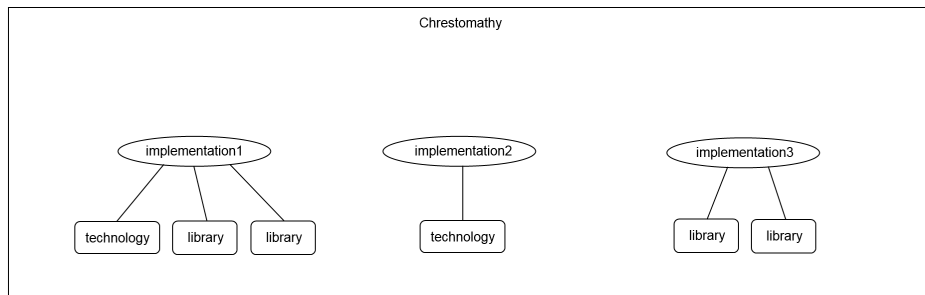 Chrestomathy
implementation1
implementation2
implementation3
technology
library
library
technology
library
library